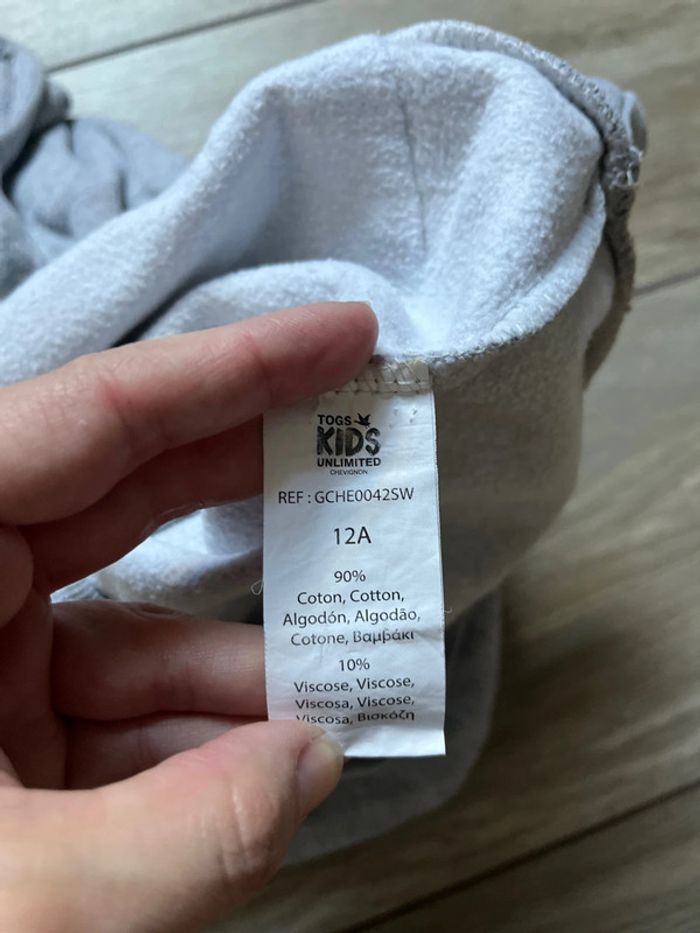 TOGS
KIDS
UNLIMITED
CHEVIGNON
REF : GCHE0042SW
12A
90%
Coton, Cotton,
Algodón, Algodão,
Cotone, Βαμβάκι
10%
Viscose, Viscose,
Viscosa, Viscose,
Viscosa, Βισκόζη